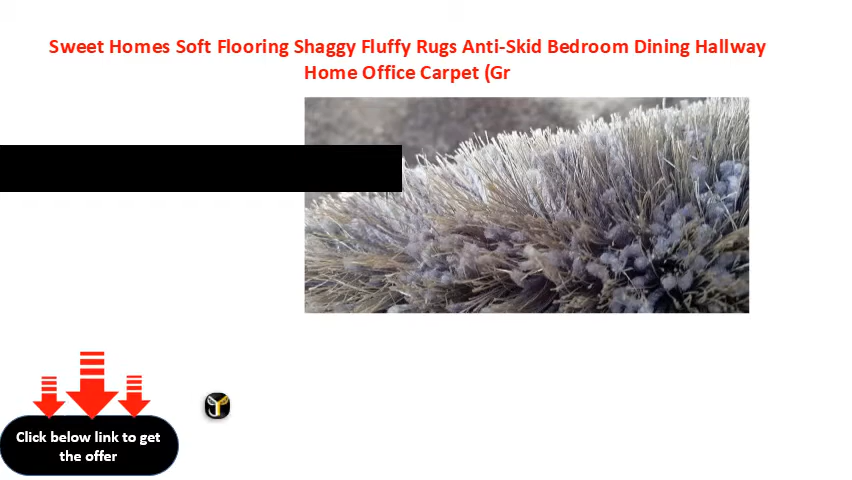 Sweet Homes Soft Flooring Shaggy Fluffy Rugs Anti-Skid Bedroom Dining Hallway
Home Office Carpet (Gr
Click below link to get
the offer